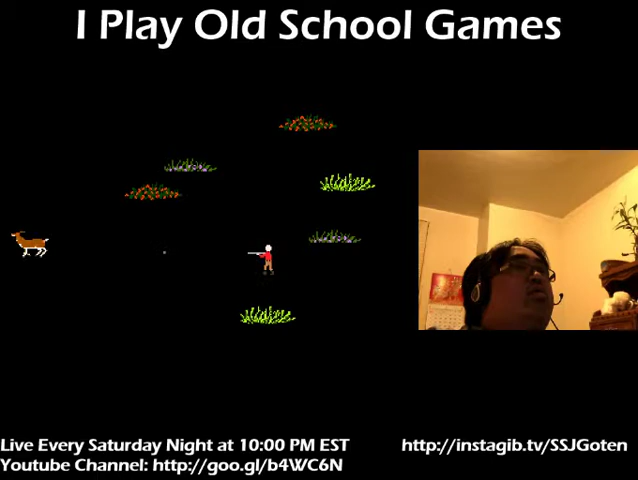 I Play Old School Games
Live Every Saturday Night at 10:00 PM EST
http://instagib.tv/SSJGoten
Youtube Channel: http://goo.gl/b4WC6N